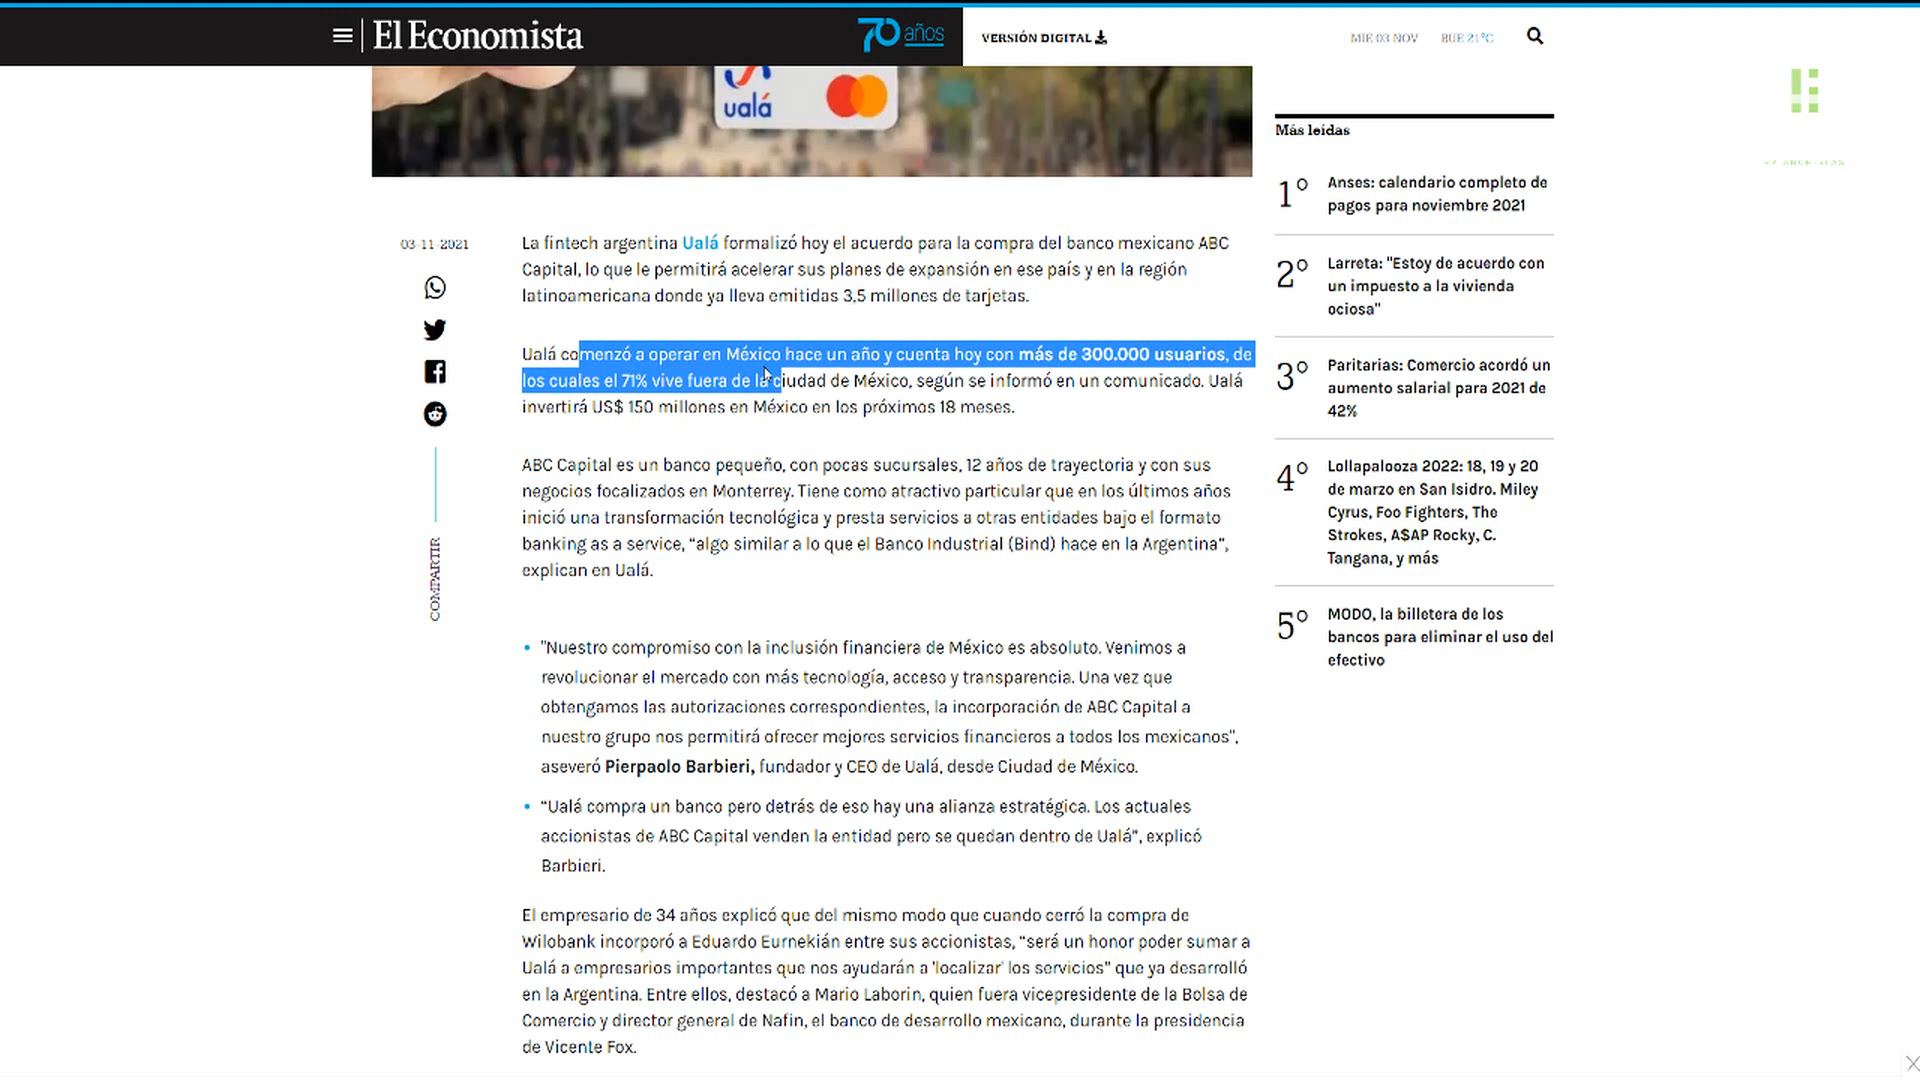 El Economista
70 años
VERSIÓN DIGITAL
MIE 03 NOV
BUE 21°C
ualá
03-11-2021
COMPARTIR
La fintech argentina Ualá formalizó hoy el acuerdo para la compra del banco mexicano ABC
Capital, lo que le permitirá acelerar sus planes de expansión en ese país y en la región
latinoamericana donde ya lleva emitidas 3,5 millones de tarjetas.
Ualá comenzó a operar en México hace un año y cuenta hoy con más de 300.000 usuarios, de
los cuales el 71% vive fuera de la ciudad de México, según se informó en un comunicado. Ualá
invertirá US$ 150 millones en México en los próximos 18 meses.
ABC Capital es un banco pequeño, con pocas sucursales, 12 años de trayectoria y con sus
negocios focalizados en Monterrey. Tiene como atractivo particular que en los últimos años
inició una transformación tecnológica y presta servicios a otras entidades bajo el formato
banking as a service, “algo similar a lo que el Banco Industrial (Bind) hace en la Argentina”,
explican en Ualá.
• "Nuestro compromiso con la inclusión financiera de México es absoluto. Venimos a
revolucionar el mercado con más tecnología, acceso y transparencia. Una vez que
obtengamos las autorizaciones correspondientes, la incorporación de ABC Capital a
nuestro grupo nos permitirá ofrecer mejores servicios financieros a todos los mexicanos",
aseveró Pierpaolo Barbieri, fundador y CEO de Ualá, desde Ciudad de México.
• “Ualá compra un banco pero detrás de eso hay una alianza estratégica. Los actuales
accionistas de ABC Capital venden la entidad pero se quedan dentro de Ualá”, explicó
Barbieri.
El empresario de 34 años explicó que del mismo modo que cuando cerró la compra de
Wilobank incorporó a Eduardo Eurnekián entre sus accionistas, “será un honor poder sumar a
Ualá a empresarios importantes que nos ayudarán a 'localizar' los servicios” que ya desarrolló
en la Argentina. Entre ellos, destacó a Mario Laborin, quien fuera vicepresidente de la Bolsa de
Comercio y director general de Nafin, el banco de desarrollo mexicano, durante la presidencia
de Vicente Fox.
Más leídas
1º
Anses: calendario completo de
pagos para noviembre 2021
2º
Larreta: "Estoy de acuerdo con
un impuesto a la vivienda
ociosa"
3º
Paritarias: Comercio acordó un
aumento salarial para 2021 de
42%
4º
Lollapalooza 2022: 18, 19 y 20
de marzo en San Isidro. Miley
Cyrus, Foo Fighters, The
Strokes, A$AP Rocky, C.
Tangana, y más
5º
MODO, la billetera de los
bancos para eliminar el uso del
efectivo